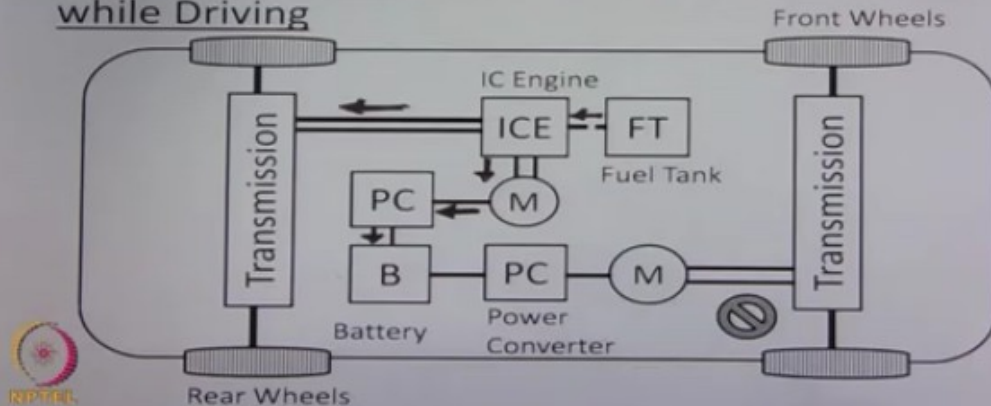 while Driving
Front Wheels
IC Engine
ICE
FT
Fuel Tank
Transmission
Transmission
PC
M
B
PC
M
Battery
Power
Converter
Rear Wheels
NPTEL